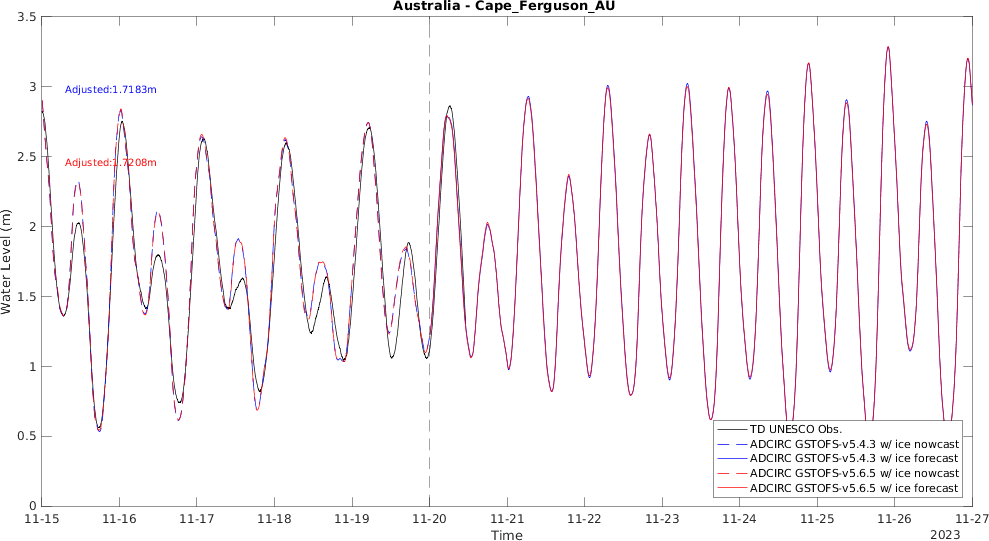 Australia - Cape_Ferguson_AU
3.5
3
2.5
2
1.5
1
0.5
0
Water Level (m)
Adjusted:1.7183m
Adjusted:1.7208m
TD UNESCO Obs.
ADCIRC GSTOFS-v5.4.3 w/ ice nowcast
ADCIRC GSTOFS-v5.4.3 w/ ice forecast
ADCIRC GSTOFS-v5.6.5 w/ ice nowcast
ADCIRC GSTOFS-v5.6.5 w/ ice forecast
11-15 11-16 11-17 11-18 11-19 11-20 11-21 11-22 11-23 11-24 11-25 11-26 11-27
Time
2023